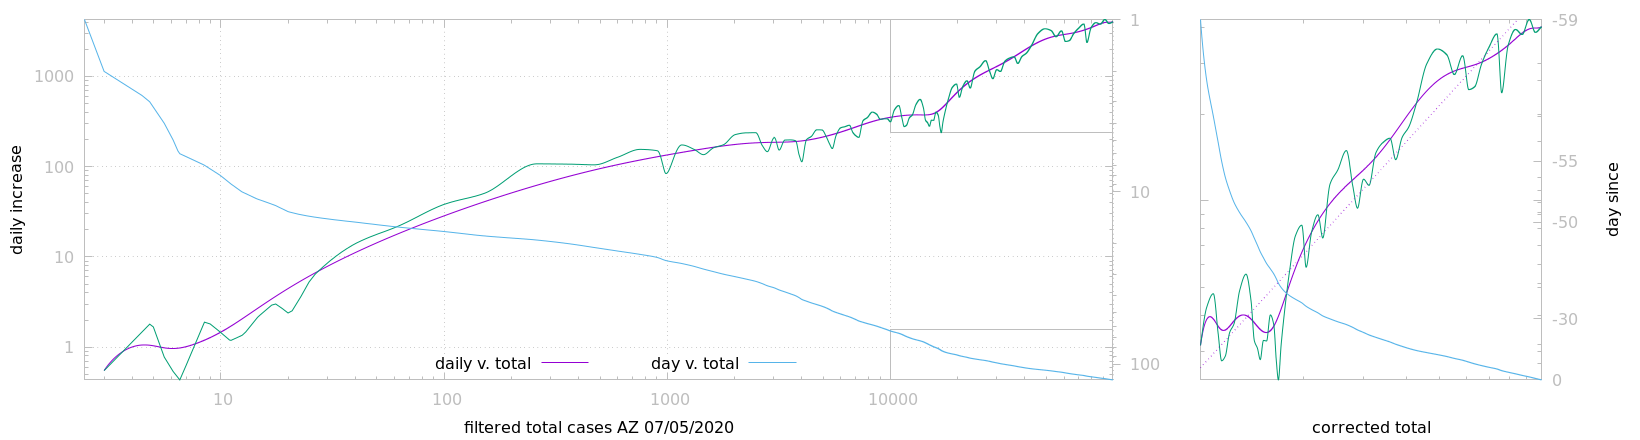 1000
100
10
1
daily increase
10
100
1000
10000
filtered total cases AZ 07/05/2020
daily v. total
day v. total
1
10
100
-59
-55
-50
-30
0
day since
corrected total